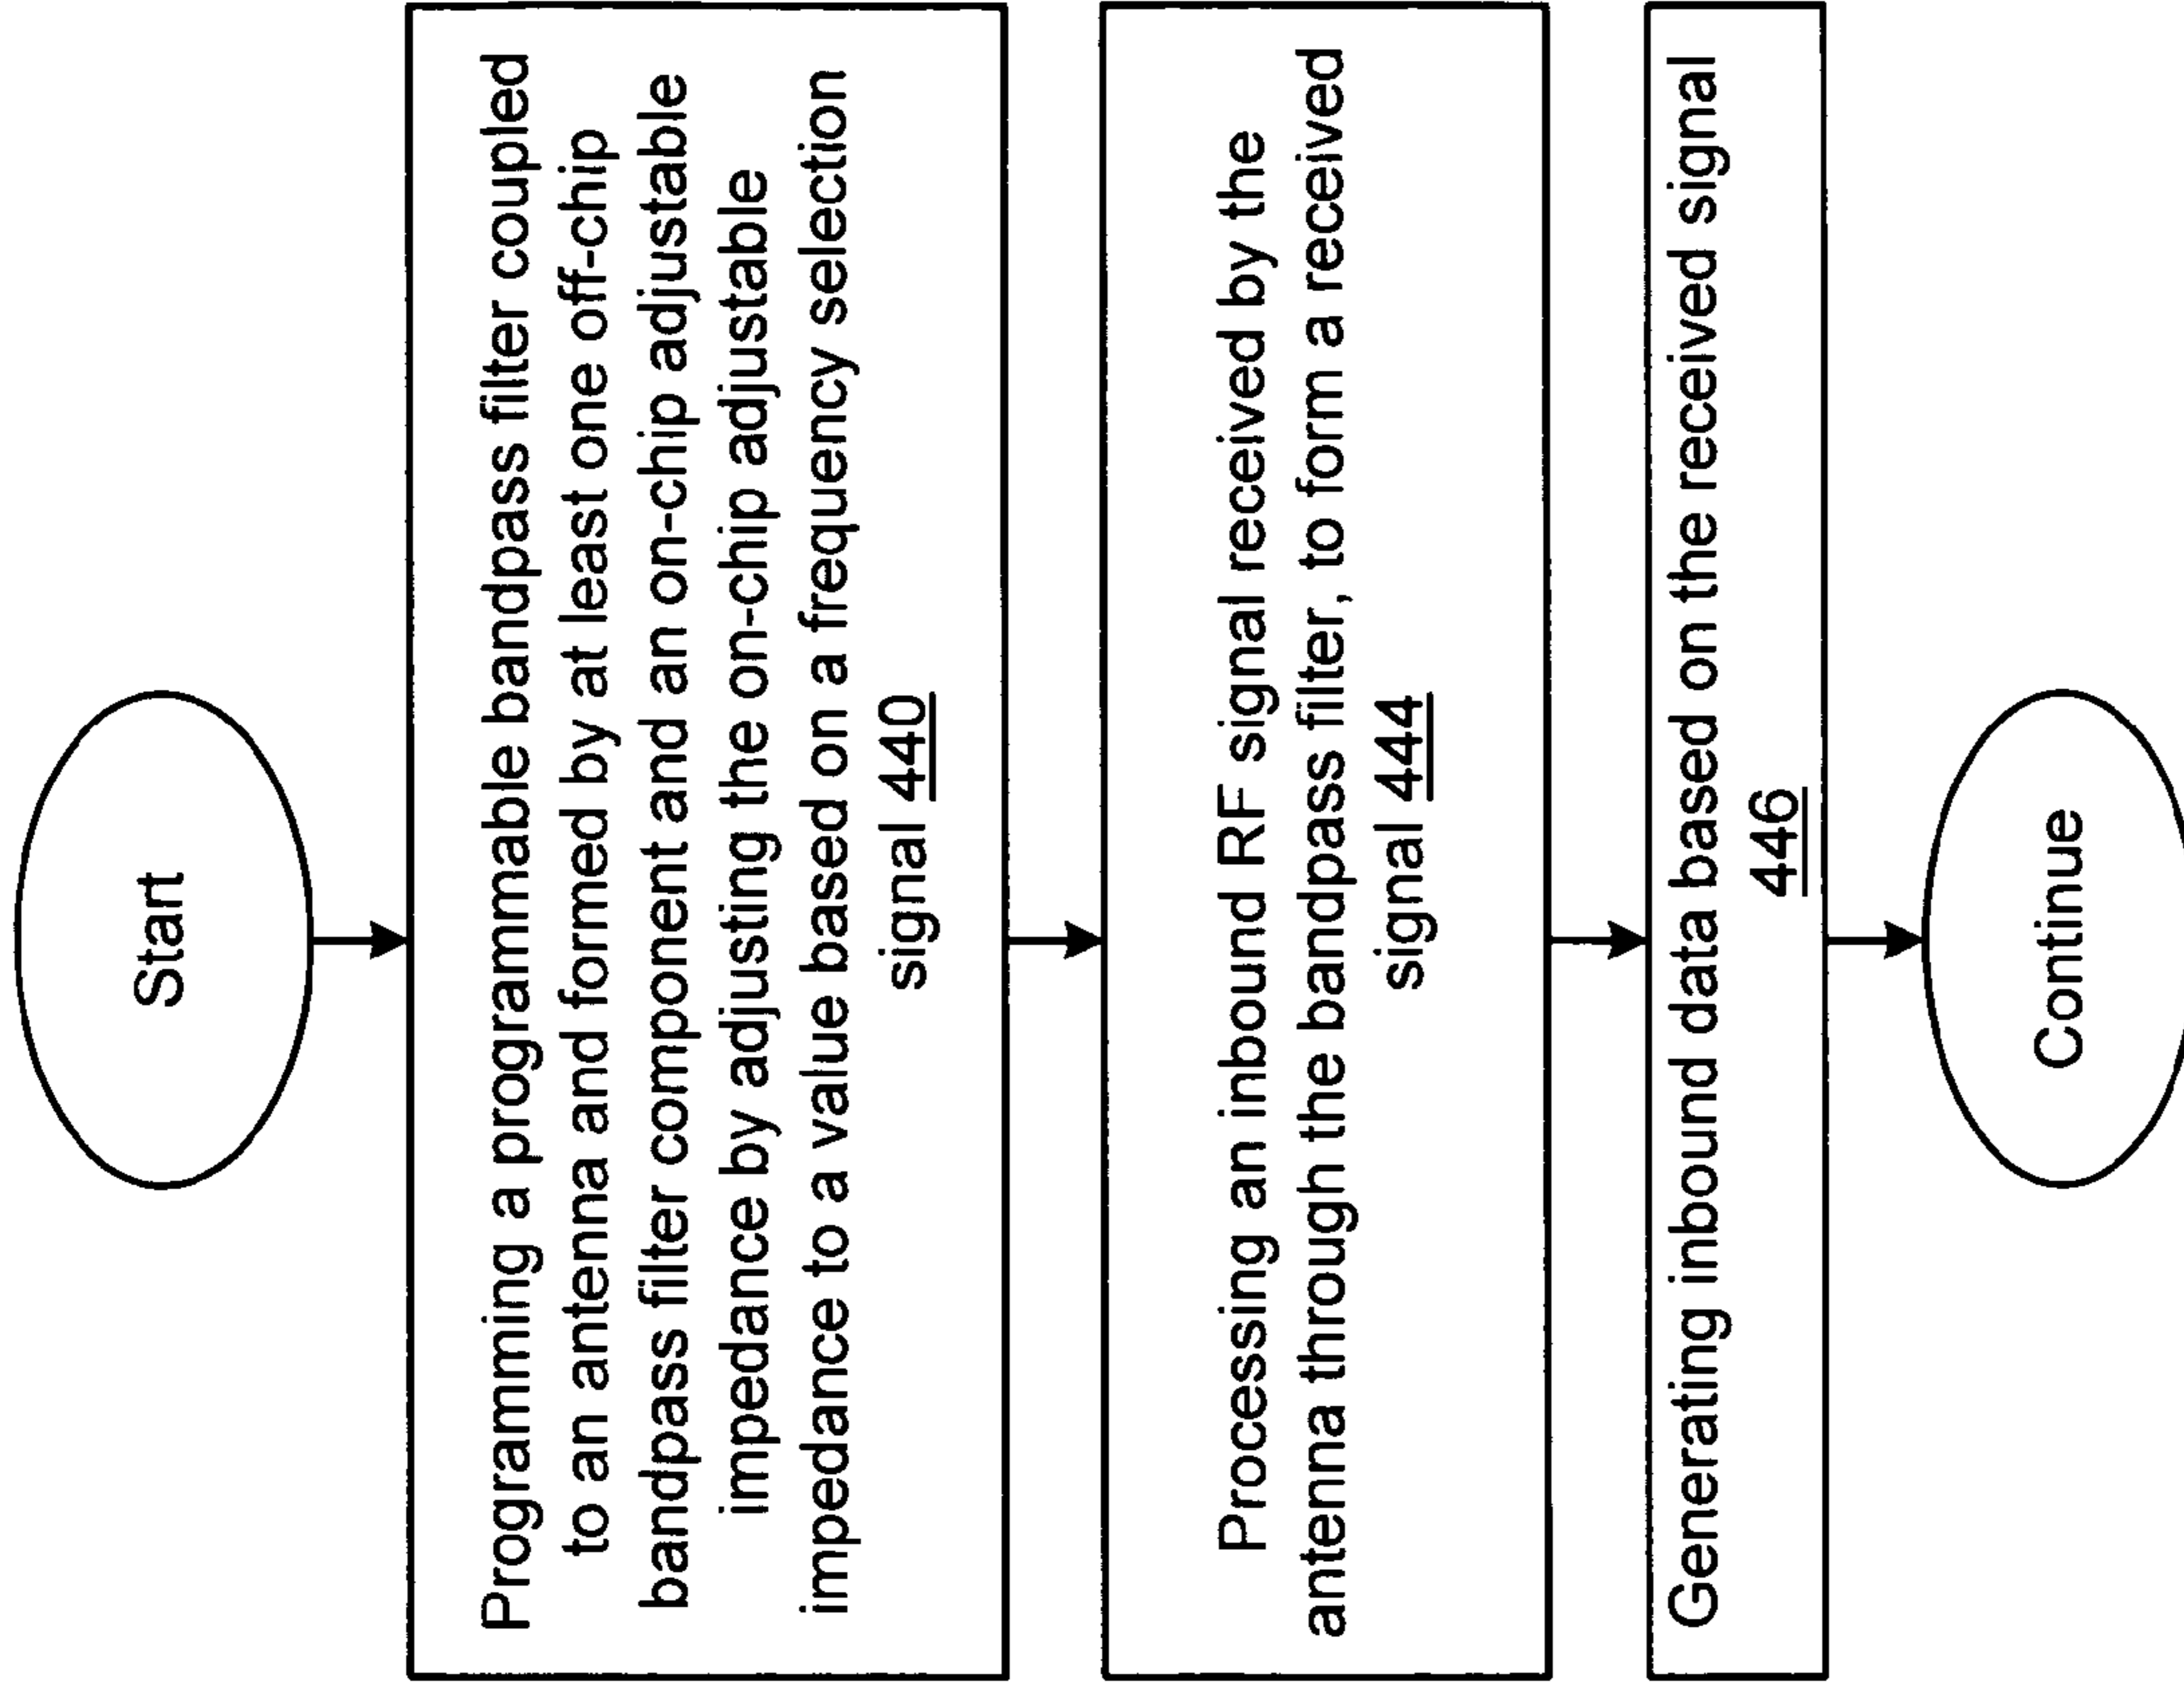 Start
Programming a programmable bandpass filter coupled
to an antenna and formed by at least one off-chip
bandpass filter component and an on-chip adjustable
impedance by adjusting the on-chip adjustable
impedance to a value based on a frequency selection
signal 440
Processing an inbound RF signal received by the
antenna through the bandpass filter, to form a received
signal 444
Generating inbound data based on the received signal
446
Continue